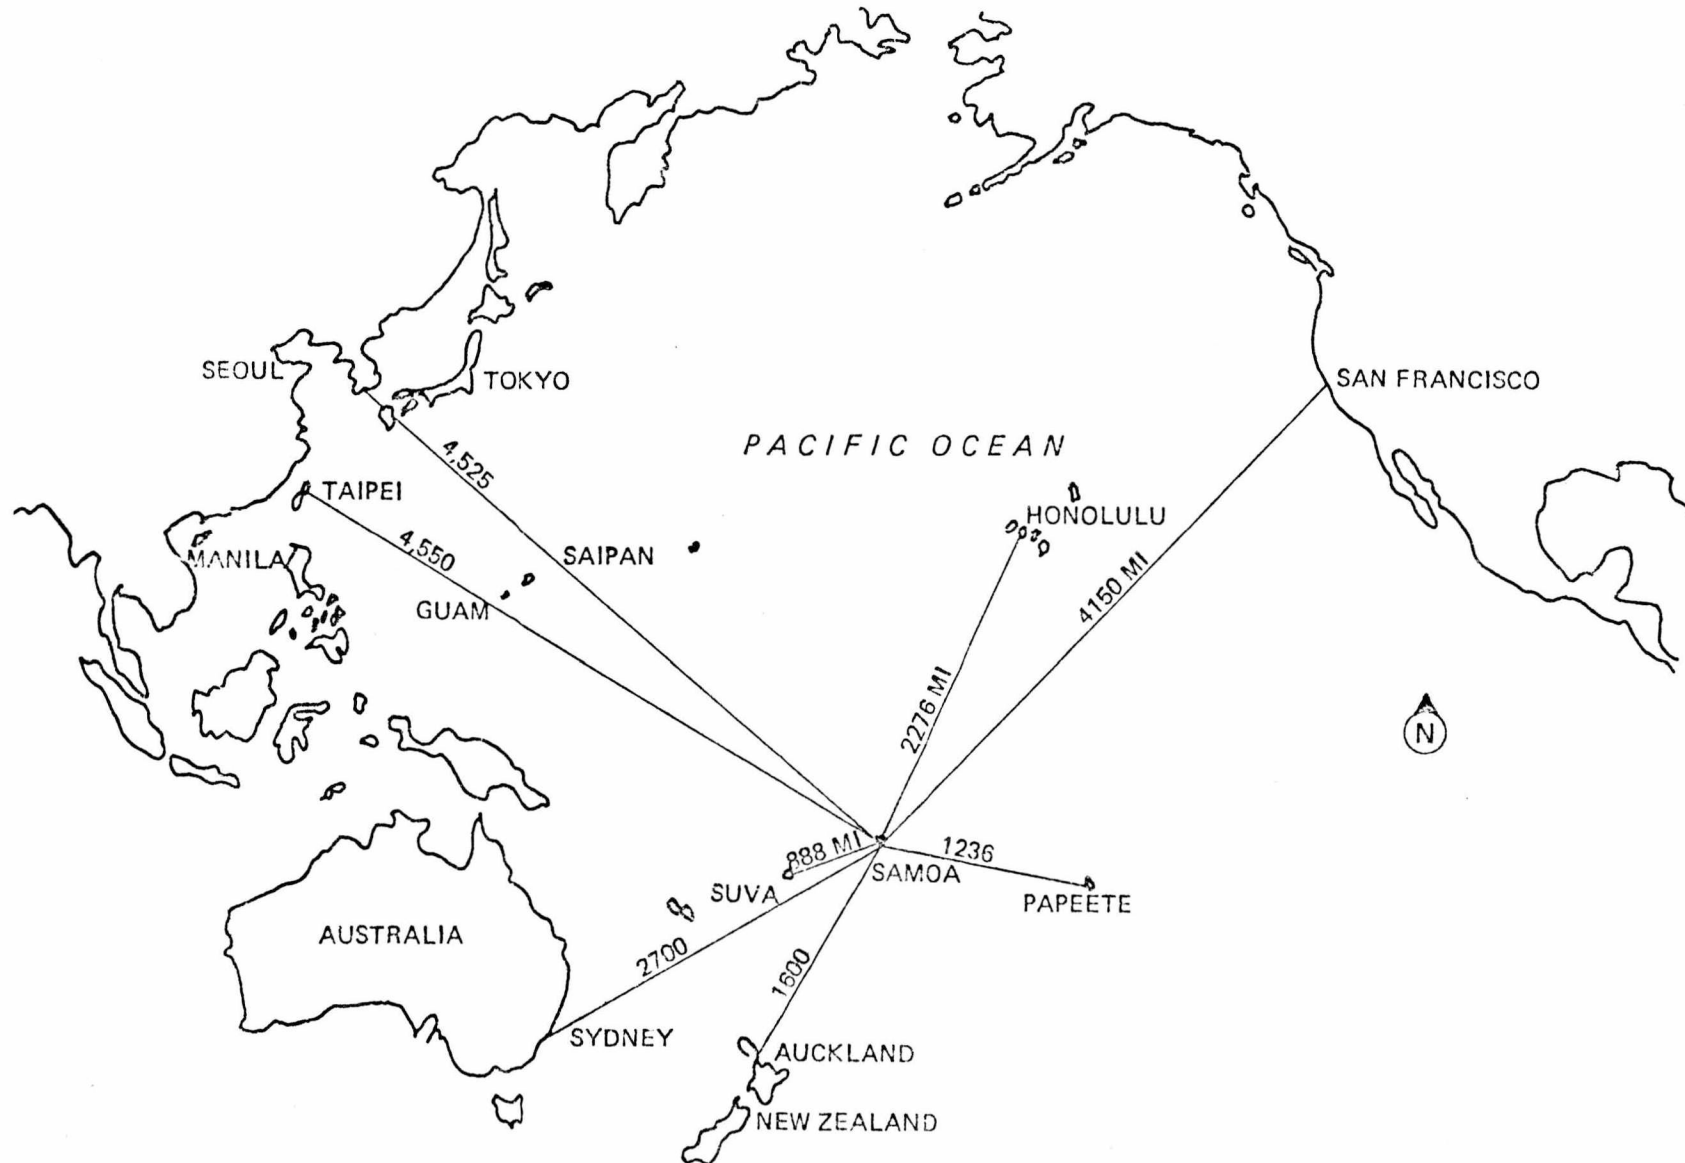 SEOUL
TOKYO
SAN FRANCISCO
PACIFIC OCEAN
4,525
TAIPEI
HONOLULU
MANILA
4,550
SAIPAN
4150 MI
GUAM
2276 MI
N
888 MI
1236
SAMOA
SUVA
PAPEETE
AUSTRALIA
2700
1600
SYDNEY
AUCKLAND
NEW ZEALAND